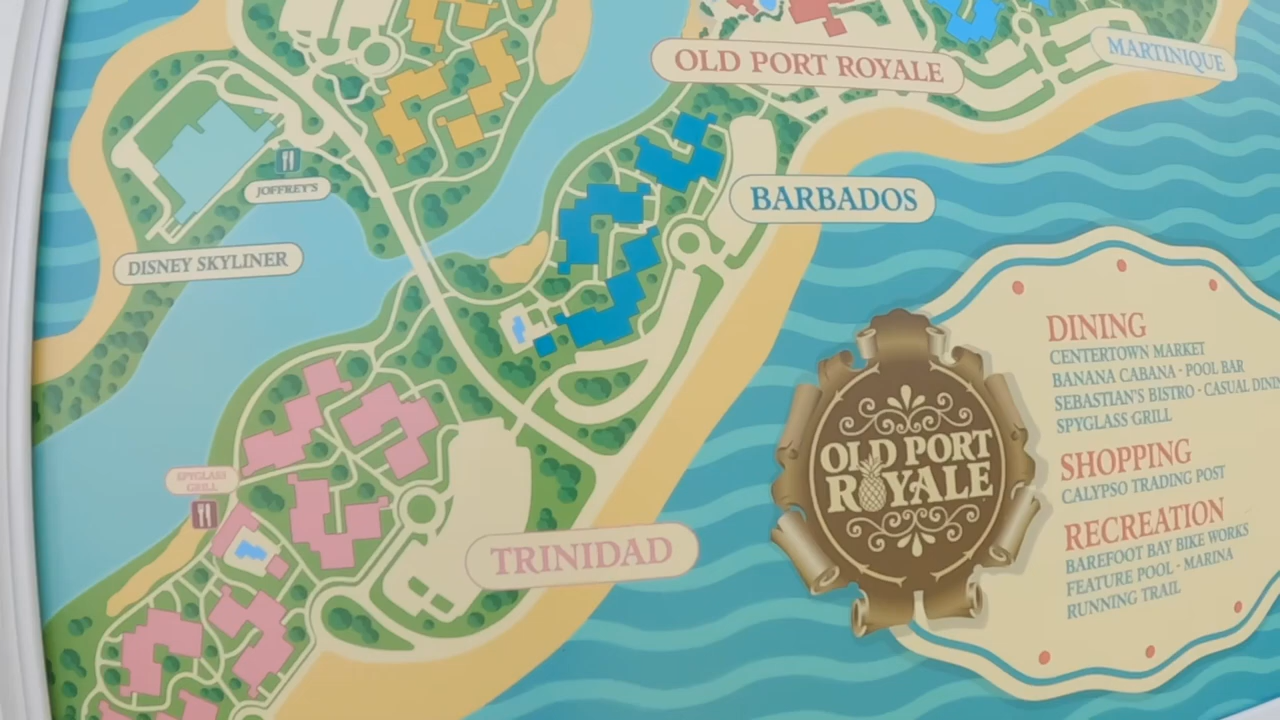 OLD PORT ROYALE
MARTINIQUE
JOFFREY'S
BARBADOS
DISNEY SKYLINER
SPYGLASS
GRILL
TRINIDAD
OLD PORT
ROYALE
DINING
CENTERTOWN MARKET
BANANA CABANA - POOL BAR
SEBASTIAN'S BISTRO - CASUAL
SPYGLASS GRILL
SHOPPING
CALYPSO TRADING POST
RECREATION
BAREFOOT BAY BIKE WORKS
FEATURE POOL - MARINA
RUNNING TRAIL